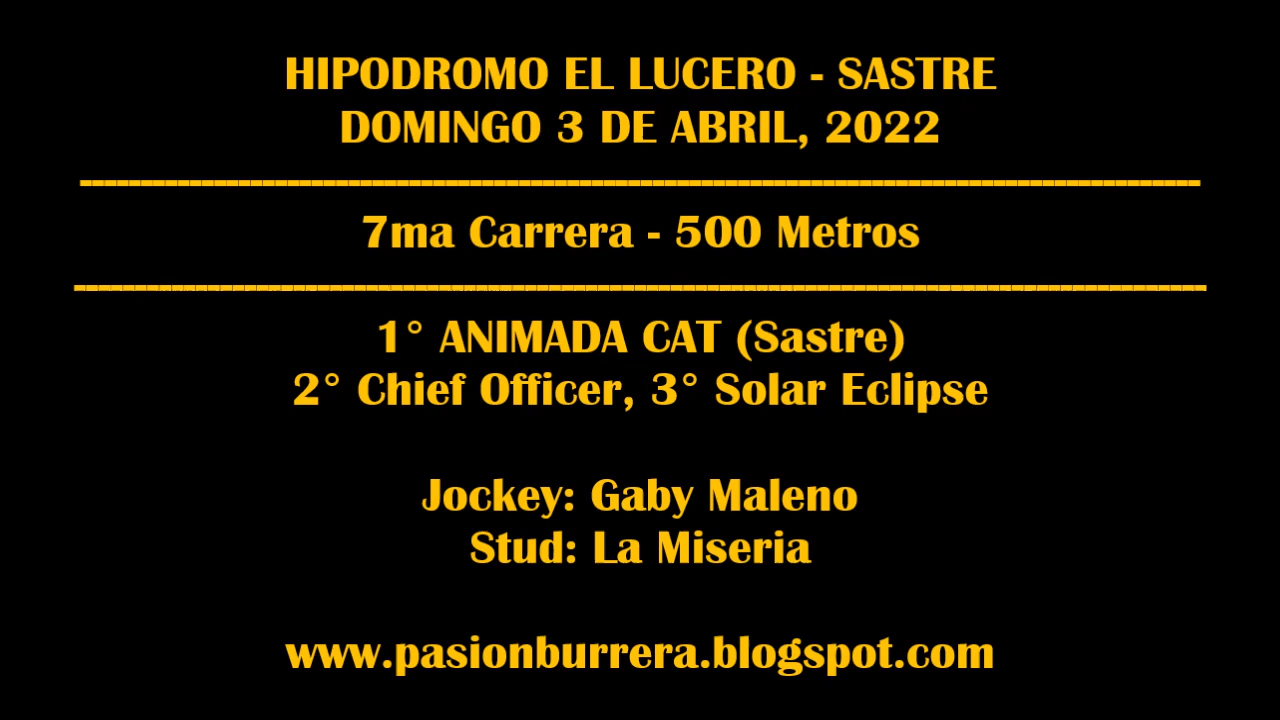 HIPODROMO EL LUCERO - SASTRE
DOMINGO 3 DE ABRIL, 2022
7ma Carrera - 500 Metros
1° ANIMADA CAT (Sastre)
2° Chief Officer, 3° Solar Eclipse
Jockey: Gaby Maleno
Stud: La Miseria
www.pasionburrera.blogspot.com